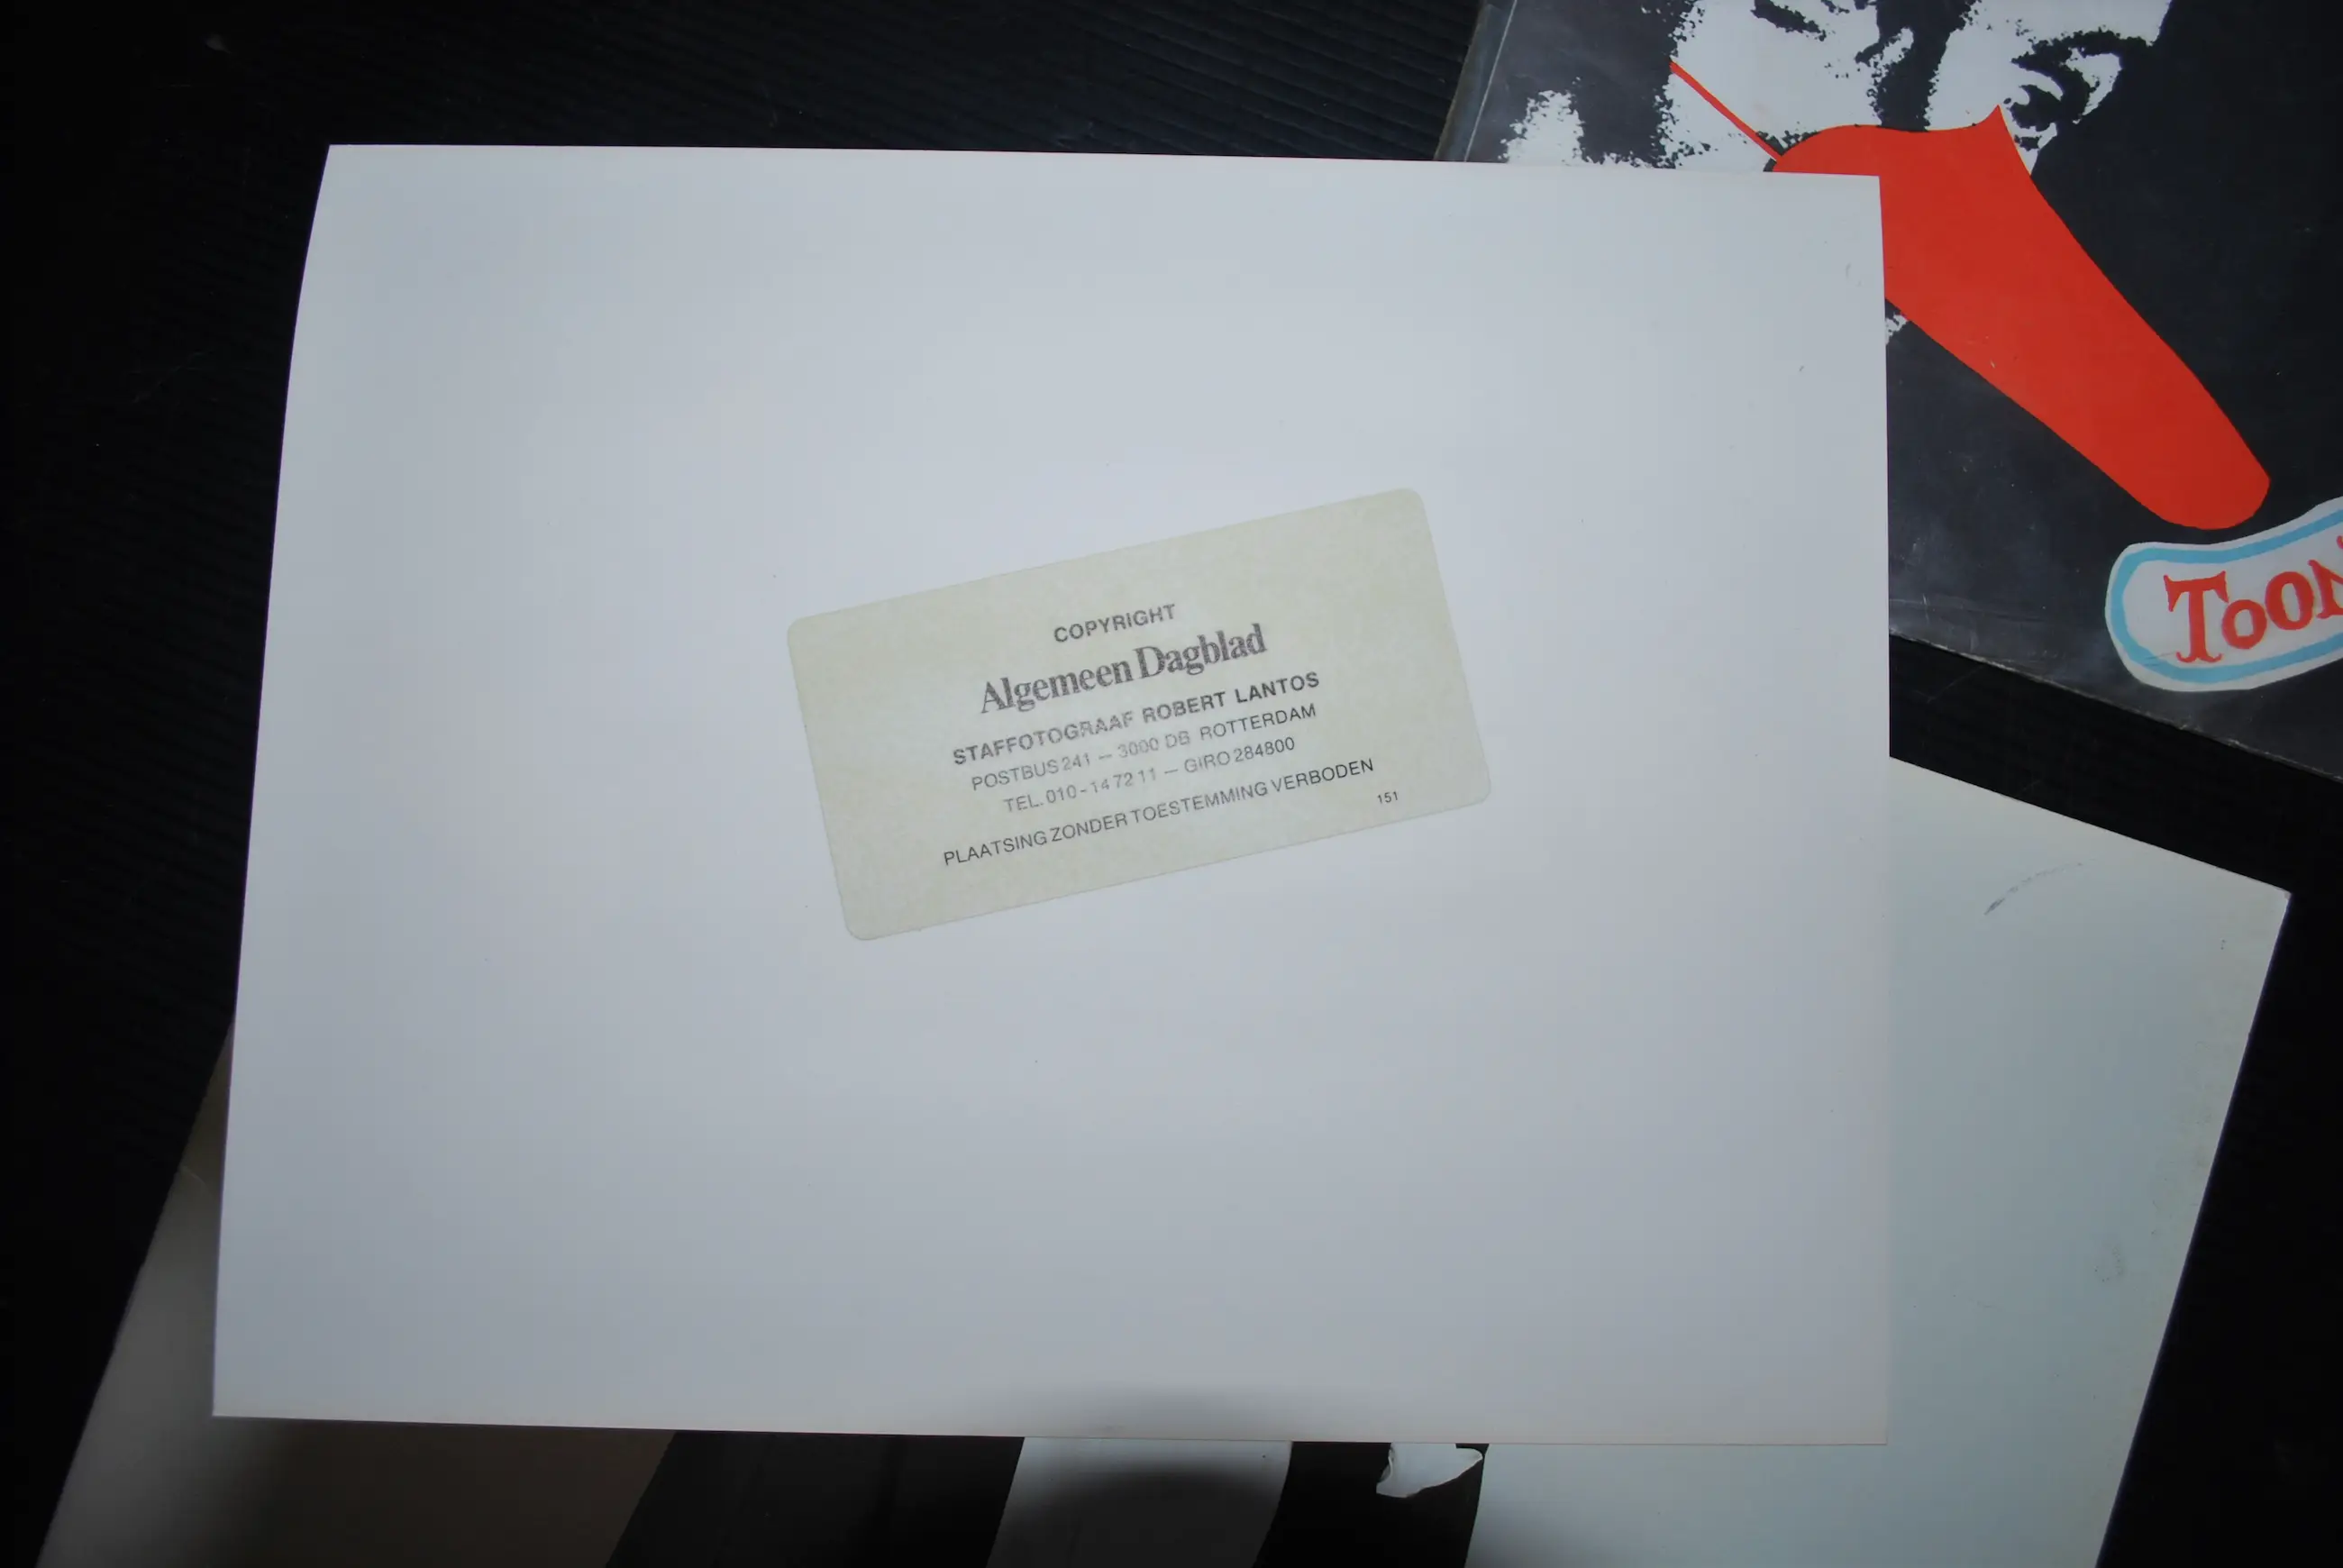 COPYRIGHT
Algemeen Dagblad
STAFFOTOGRAAF ROBERT LANTOS
POSTBUS 241 — 3000 DB ROTTERDAM
TEL. 010-14 72 11 — GIRO 284800
PLAATSING ZONDER TOESTEMMING VERBODEN
151
TOON